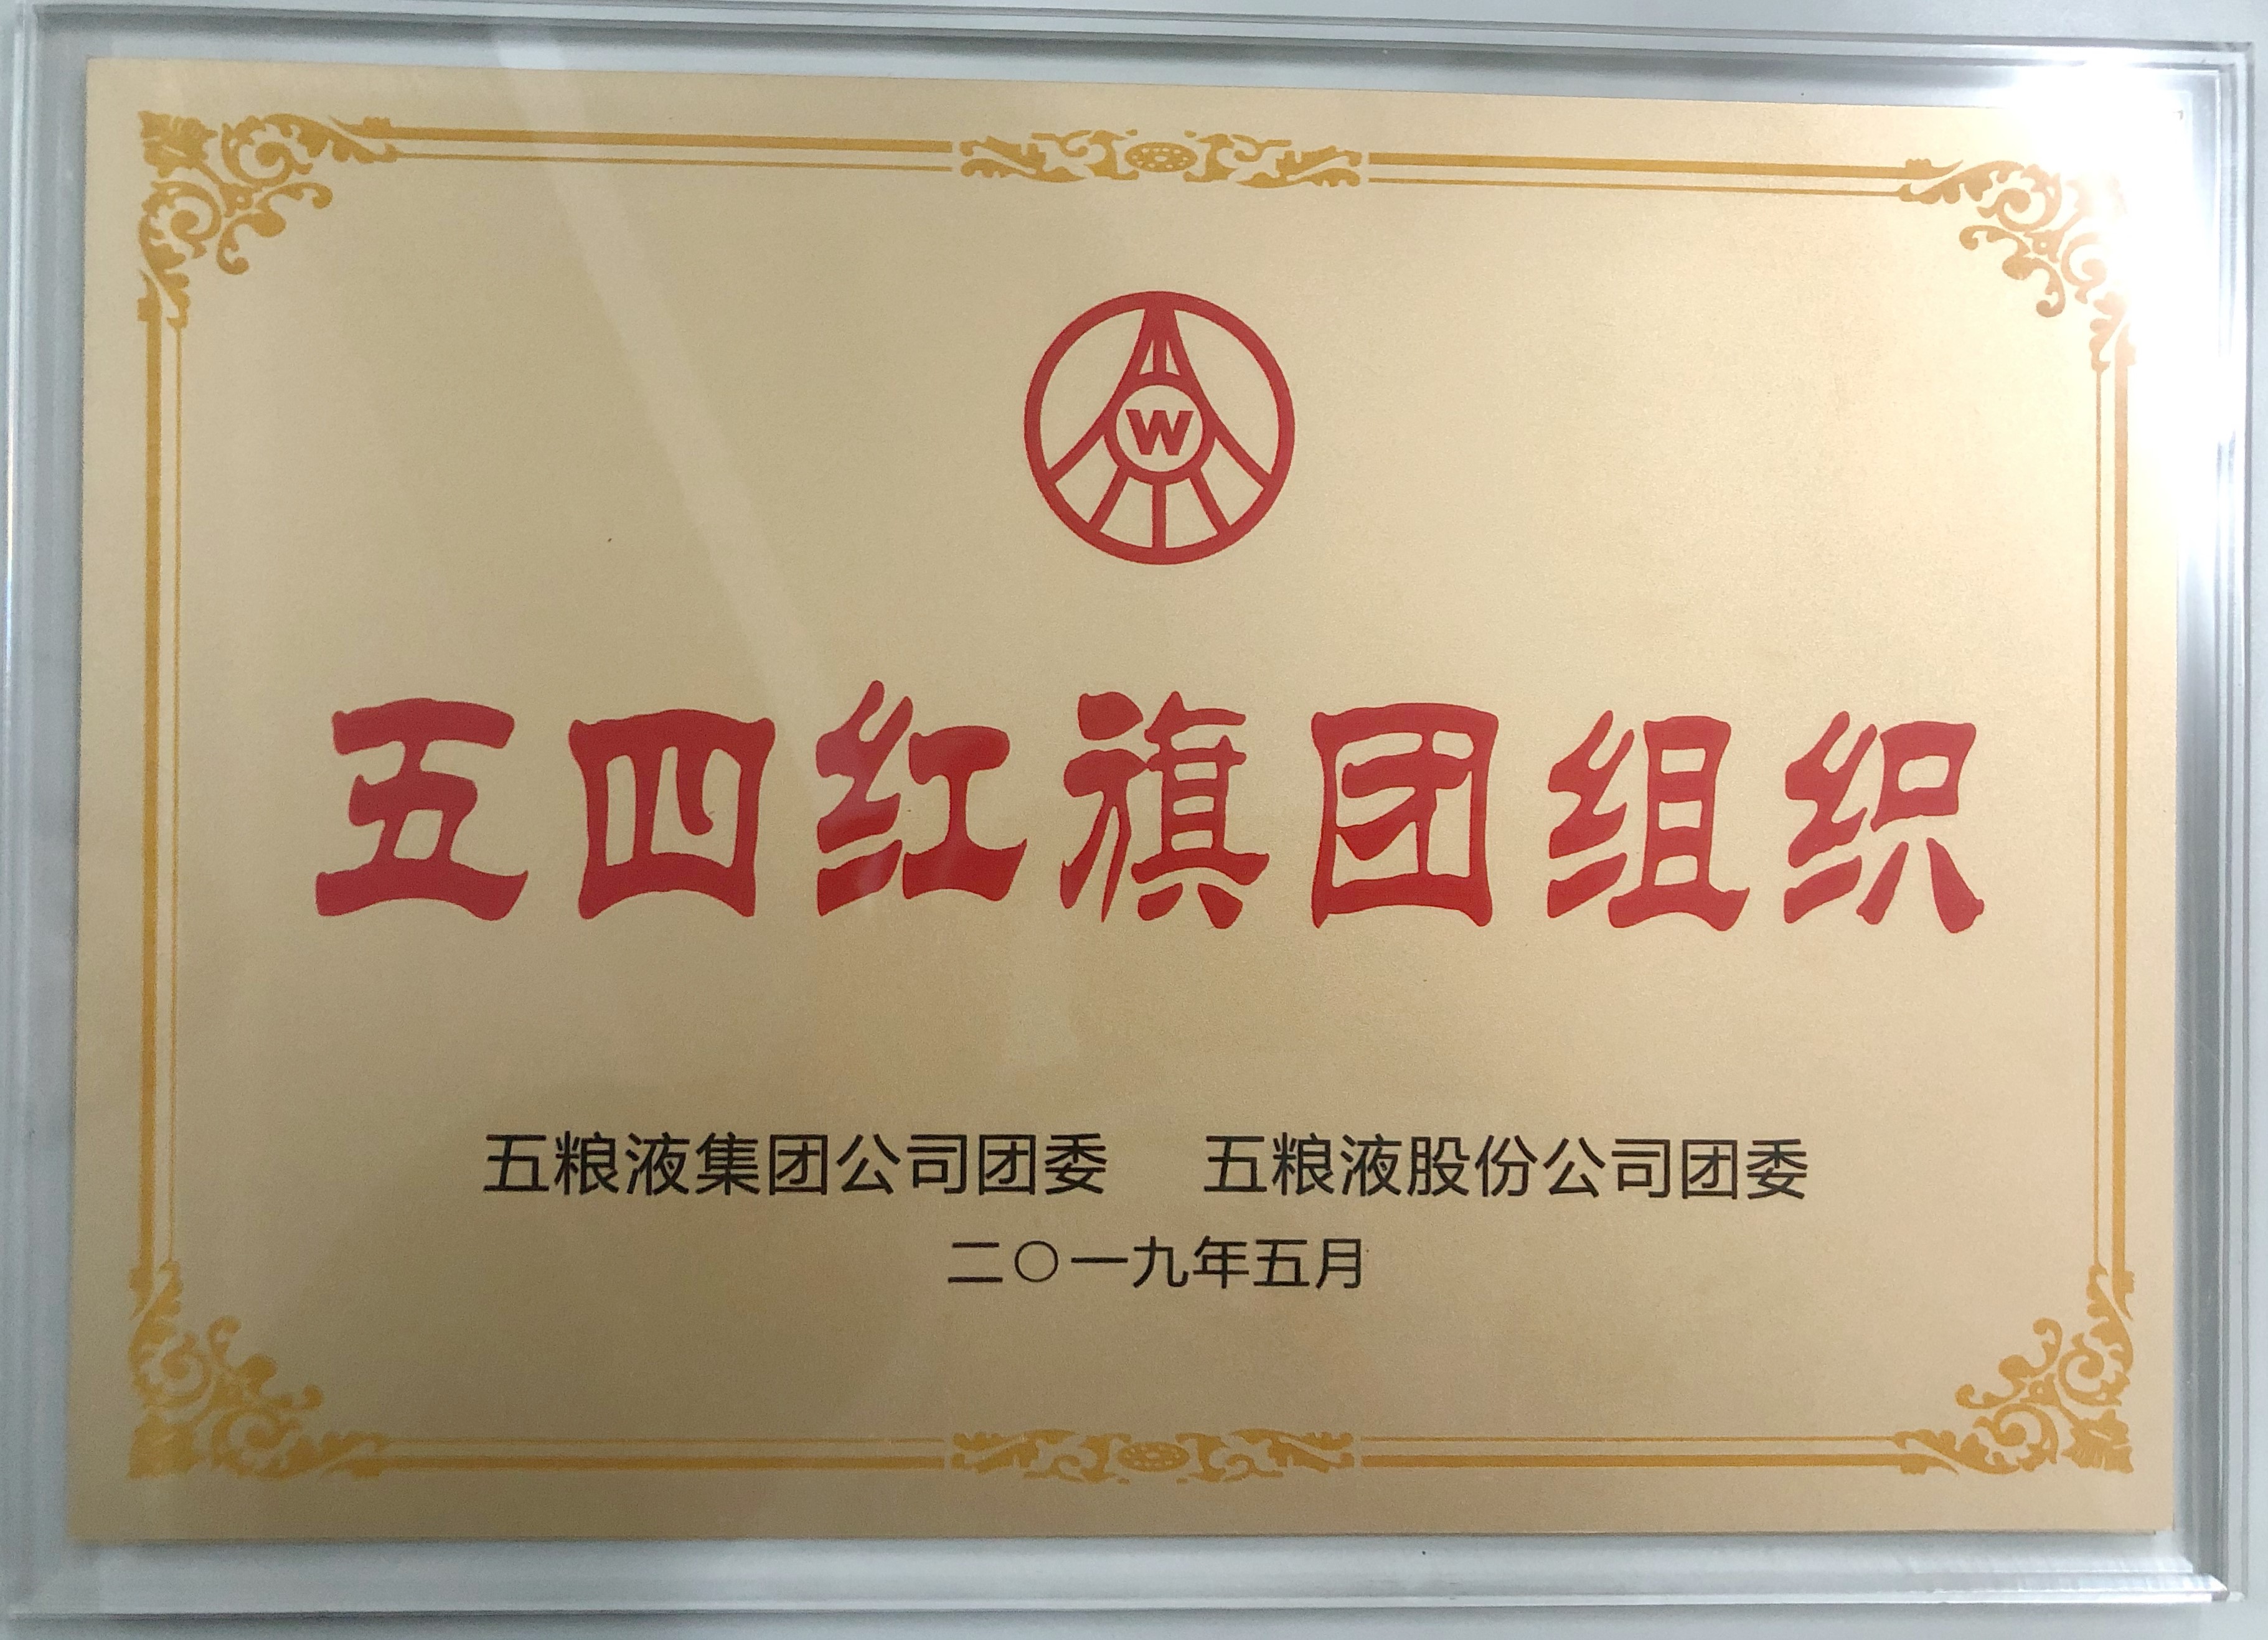 W
五四红旗团组织
五粮液集团公司团委 五粮液股份公司团委
二〇一九年五月